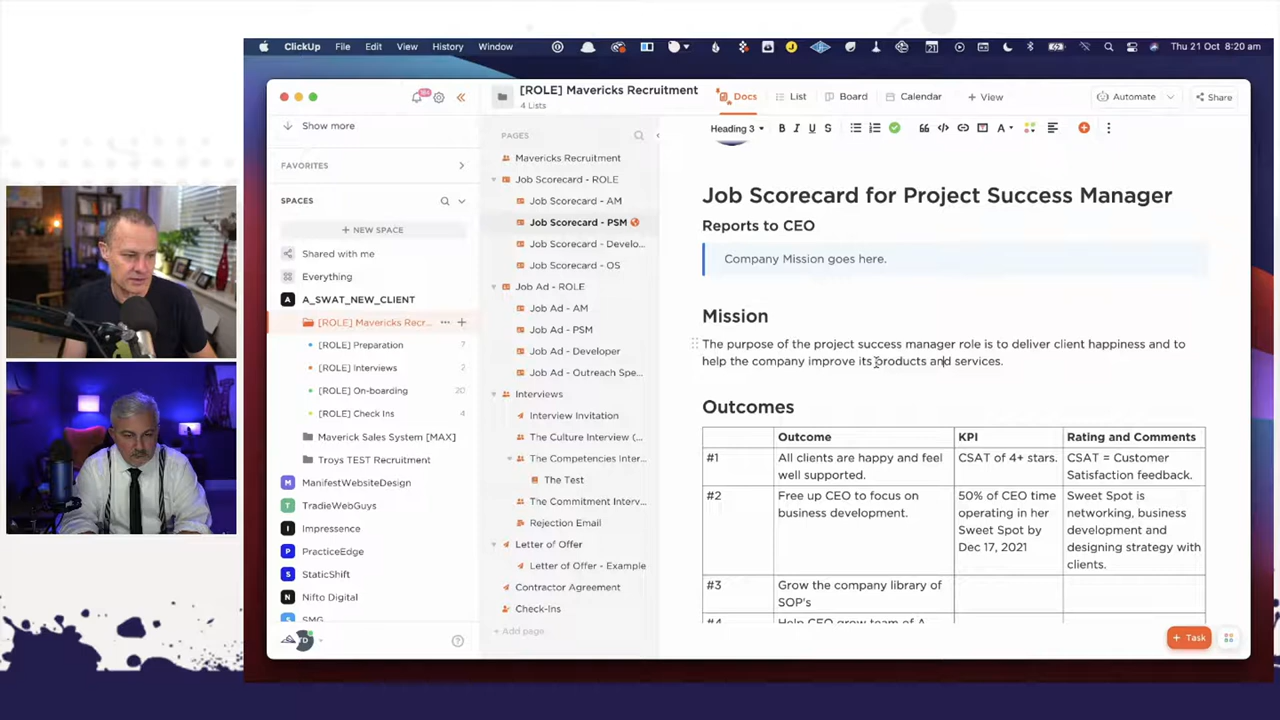 ClickUp File Edit View History Window
Thu 21 Oct 8:20 am
[ROLE] Mavericks Recruitment
4 Lists
Docs List Board Calendar + View
Automate Share
Show more
FAVORITES
SPACES
+ NEW SPACE
Shared with me
Everything
A A_SWAT_NEW_CLIENT
[ROLE] Mavericks Recr...
[ROLE] Preparation 7
[ROLE] Interviews 2
[ROLE] On-boarding 20
[ROLE] Check Ins 4
Maverick Sales System [MAX]
Troys TEST Recruitment
M ManifestWebsiteDesign
T TradieWebGuys
I Impressence
P PracticeEdge
S StaticShift
N Nifto Digital
S SMG
PAGES
Mavericks Recruitment
Job Scorecard - ROLE
Job Scorecard - AM
Job Scorecard - PSM
Job Scorecard - Develo...
Job Scorecard - OS
Job Ad - ROLE
Job Ad - AM
Job Ad - PSM
Job Ad - Developer
Job Ad - Outreach Spe...
Interviews
Interview Invitation
The Culture Interview (...
The Competencies Inter...
The Test
The Commitment Interv...
Rejection Email
Letter of Offer
Letter of Offer - Example
Contractor Agreement
Check-Ins
+ Add page
Heading 3 B I U S
Job Scorecard for Project Success Manager
Reports to CEO
Company Mission goes here.
Mission
The purpose of the project success manager role is to deliver client happiness and to
help the company improve its products and services.
Outcomes
Outcome KPI Rating and Comments
#1 All clients are happy and feel well supported. CSAT of 4+ stars. CSAT = Customer Satisfaction feedback.
#2 Free up CEO to focus on business development. 50% of CEO time operating in her Sweet Spot by Dec 17, 2021 Sweet Spot is networking, business development and designing strategy with clients.
#3 Grow the company library of SOP's
#4 Help CEO grow team of A
+ Task